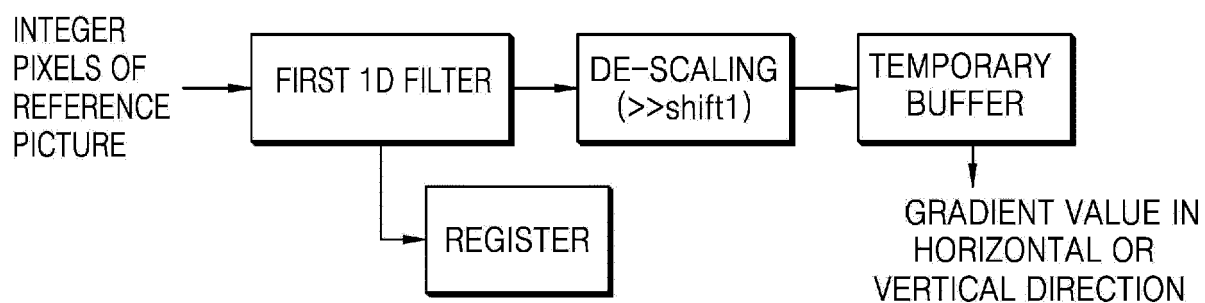 INTEGER
PIXELS OF
REFERENCE
PICTURE
FIRST 1D FILTER
DE-SCALING
(>>shift1)
TEMPORARY
BUFFER
REGISTER
GRADIENT VALUE IN
HORIZONTAL OR
VERTICAL DIRECTION